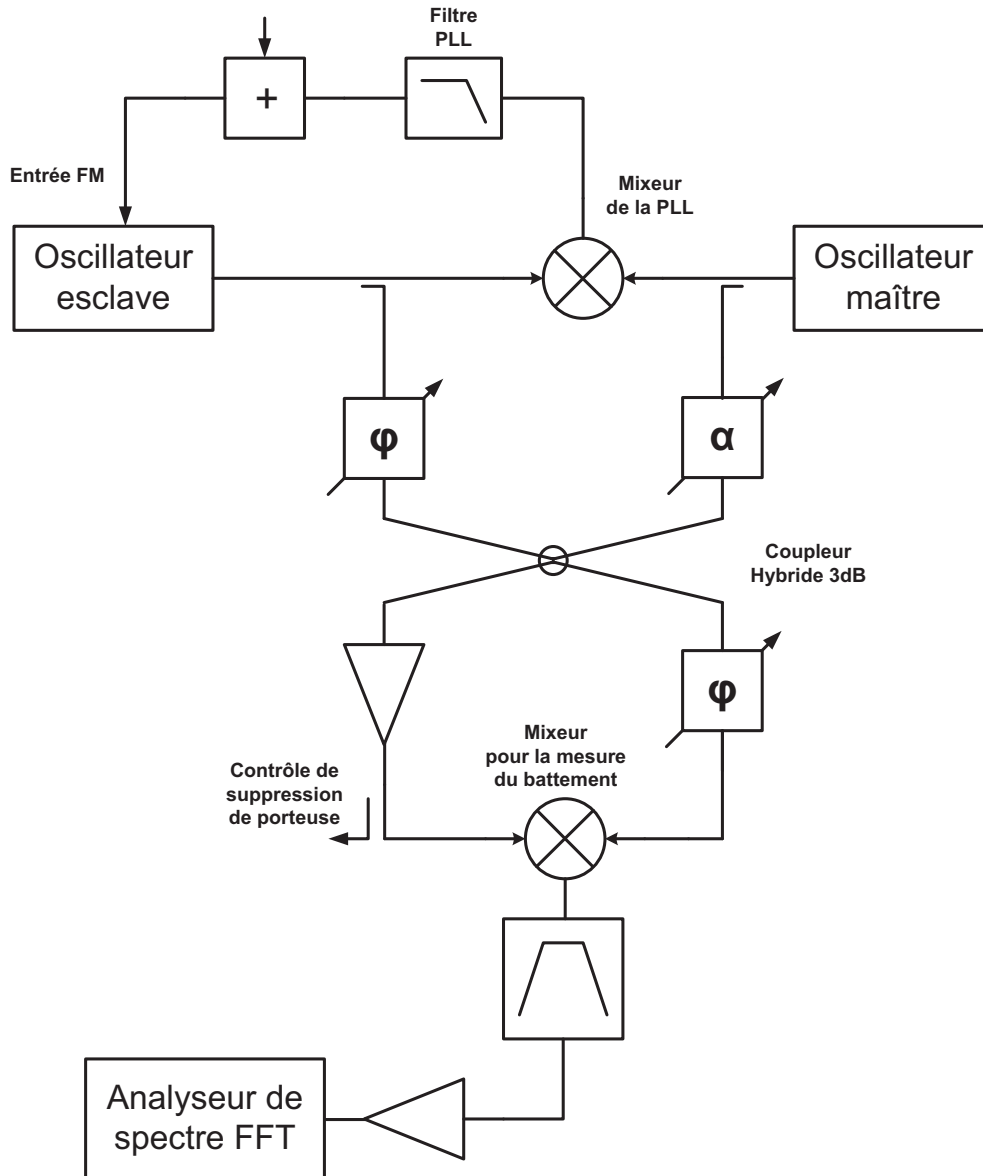 Filtre
PLL
+
Entrée FM
Mixeur
de la PLL
Oscillateur
esclave
Oscillateur
maître
φ
α
Coupleur
Hybride 3dB
φ
Mixeur
pour la mesure
du battement
Contrôle de
suppression
de porteuse
Analyseur de
spectre FFT